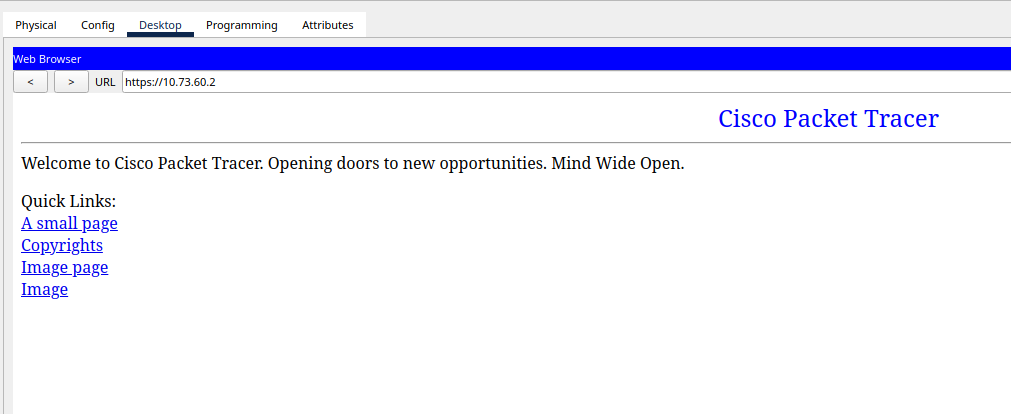 Physical Config Desktop Programming Attributes
Web Browser
< > URL https://10.73.60.2
Cisco Packet Tracer
Welcome to Cisco Packet Tracer. Opening doors to new opportunities. Mind Wide Open.
Quick Links:
A small page
Copyrights
Image page
Image